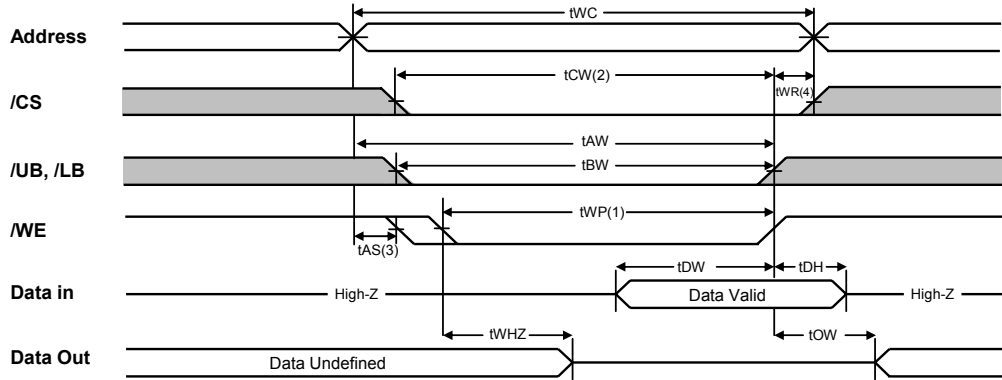 tWC
Address
tCW(2)
tWR(4)
/CS
tAW
/UB, /LB
tBW
tWP(1)
/WE
tAS(3)
tDW
tDH
Data in
High-Z
Data Valid
High-Z
tWHZ
tOW
Data Out
Data Undefined